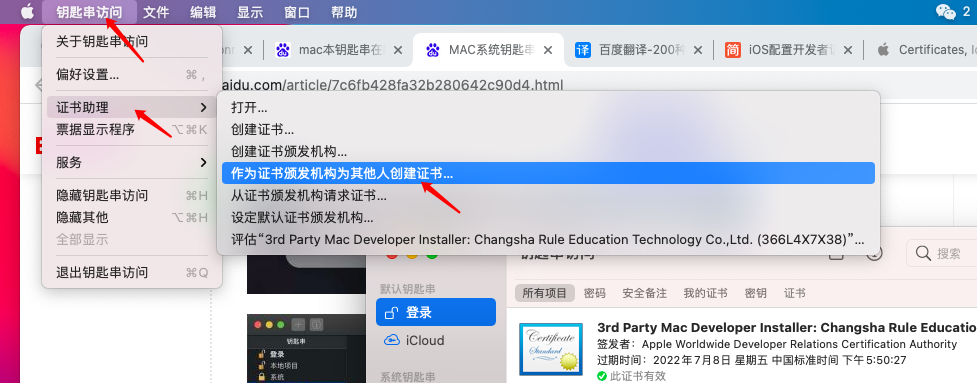 钥匙串访问 文件 编辑 显示 窗口 帮助 2
关于钥匙串访问
mac本钥匙串在
MAC系统钥匙串
译 百度翻译-200种
简 iOS配置开发者
Certificates, Id
偏好设置... ⌘ ,
aidu.com/article/7c6fb428fa32b280642c90d4.html
证书助理
票据显示程序 ⌥⌘K
服务
隐藏钥匙串访问 ⌘H
隐藏其他 ⌥⌘H
全部显示
退出钥匙串访问 ⌘Q
打开...
创建证书...
创建证书颁发机构...
作为证书颁发机构为其他人创建证书...
从证书颁发机构请求证书...
设定默认证书颁发机构...
评估“3rd Party Mac Developer Installer: Changsha Rule Education Technology Co.,Ltd. (366L4X7X38)”...
钥匙串访问
搜索
默认钥匙串
登录
iCloud
系统钥匙串
所有项目 密码 安全备注 我的证书 密钥 证书
Certificate
Standard
3rd Party Mac Developer Installer: Changsha Rule Educatio
签发者： Apple Worldwide Developer Relations Certification Authority
过期时间： 2022年7月8日 星期五 中国标准时间 下午5:50:27
此证书有效
钥匙串
登录
本地项目
系统